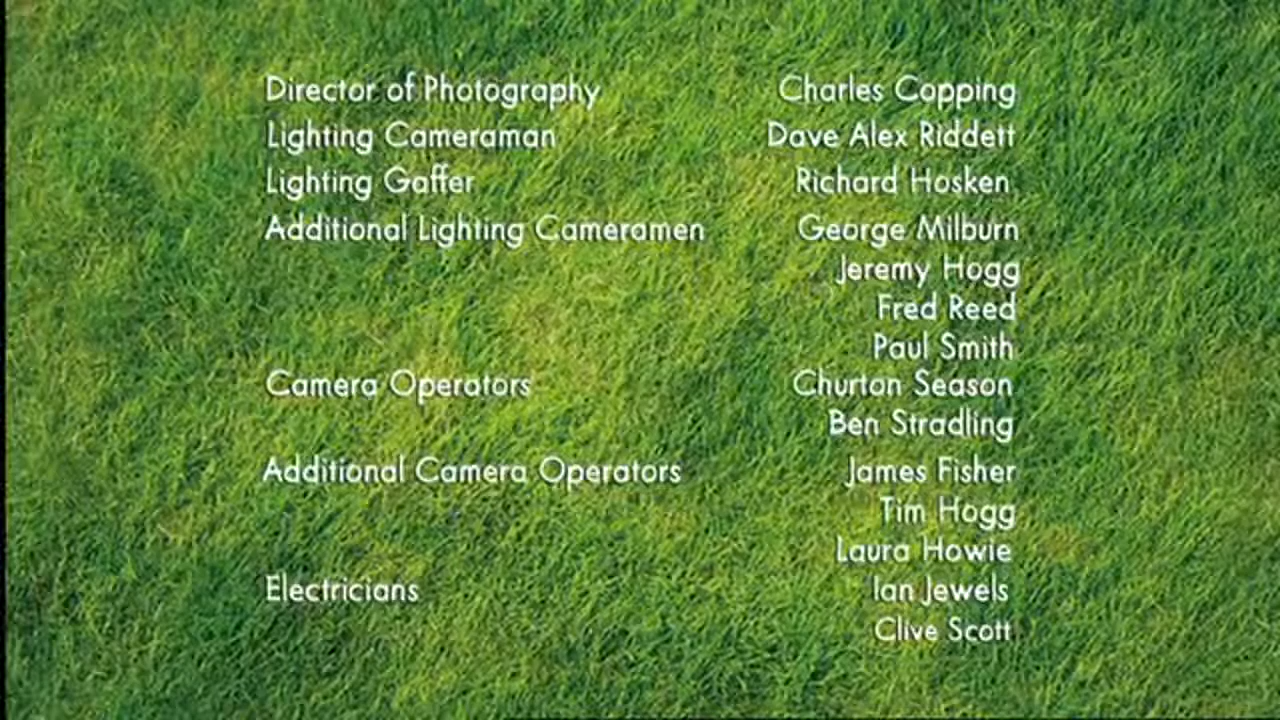 Director of Photography Charles Copping
Lighting Cameraman Dave Alex Riddett
Lighting Gaffer Richard Hosken
Additional Lighting Cameramen George Milburn
Jeremy Hogg
Fred Reed
Paul Smith
Camera Operators Churton Season
Ben Stradling
Additional Camera Operators James Fisher
Tim Hogg
Laura Howie
Electricians Ian Jewels
Clive Scott